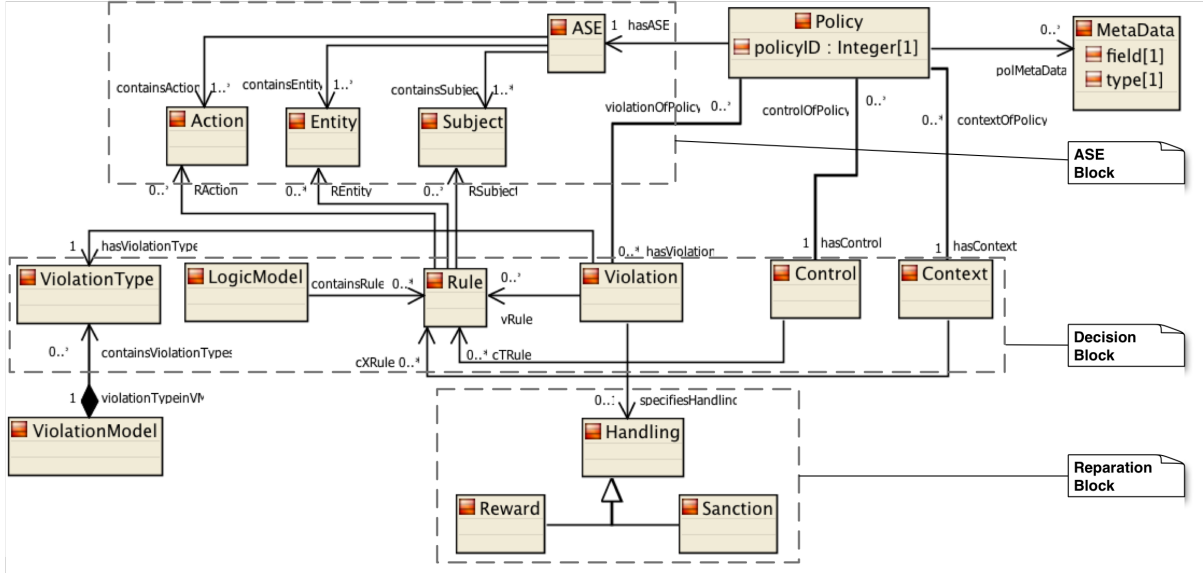 ASE
1 hasASE
Policy
policyID : Integer[1]
0..*
polMetaData
MetaData
field[1]
type[1]
containsAction 1..*
containsEntity 1..*
containsSubjec 1..*
violationOfPolicy 0..*
controlOfPolicy 0..*
0..* contextOfPolicy
Action
Entity
Subject
ASE
Block
0..* RAction
0..* REntity
0..* RSubject
1 hasViolationType
0..* hasViolation
1 hasControl
1 hasContext
ViolationType
LogicModel
containsRule 0..*
Rule
0..*
vRule
Violation
Control
Context
0..* containsViolationTypes
cXRule 0..*
0..* cTRule
Decision
Block
1 violationTypeinVM
ViolationModel
0..* specifiesHandling
Handling
Reparation
Block
Reward
Sanction